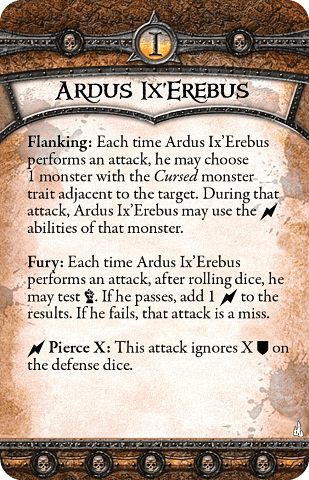 I
Ardus Ix'Erebus
Flanking: Each time Ardus Ix'Erebus
performs an attack, he may choose
1 monster with the Cursed monster
trait adjacent to the target. During that
attack, Ardus Ix'Erebus may use the
abilities of that monster.
Fury: Each time Ardus Ix'Erebus
performs an attack, after rolling dice, he
may test . If he passes, add 1 to the
results. If he fails, that attack is a miss.
Pierce X: This attack ignores X on
the defense dice.